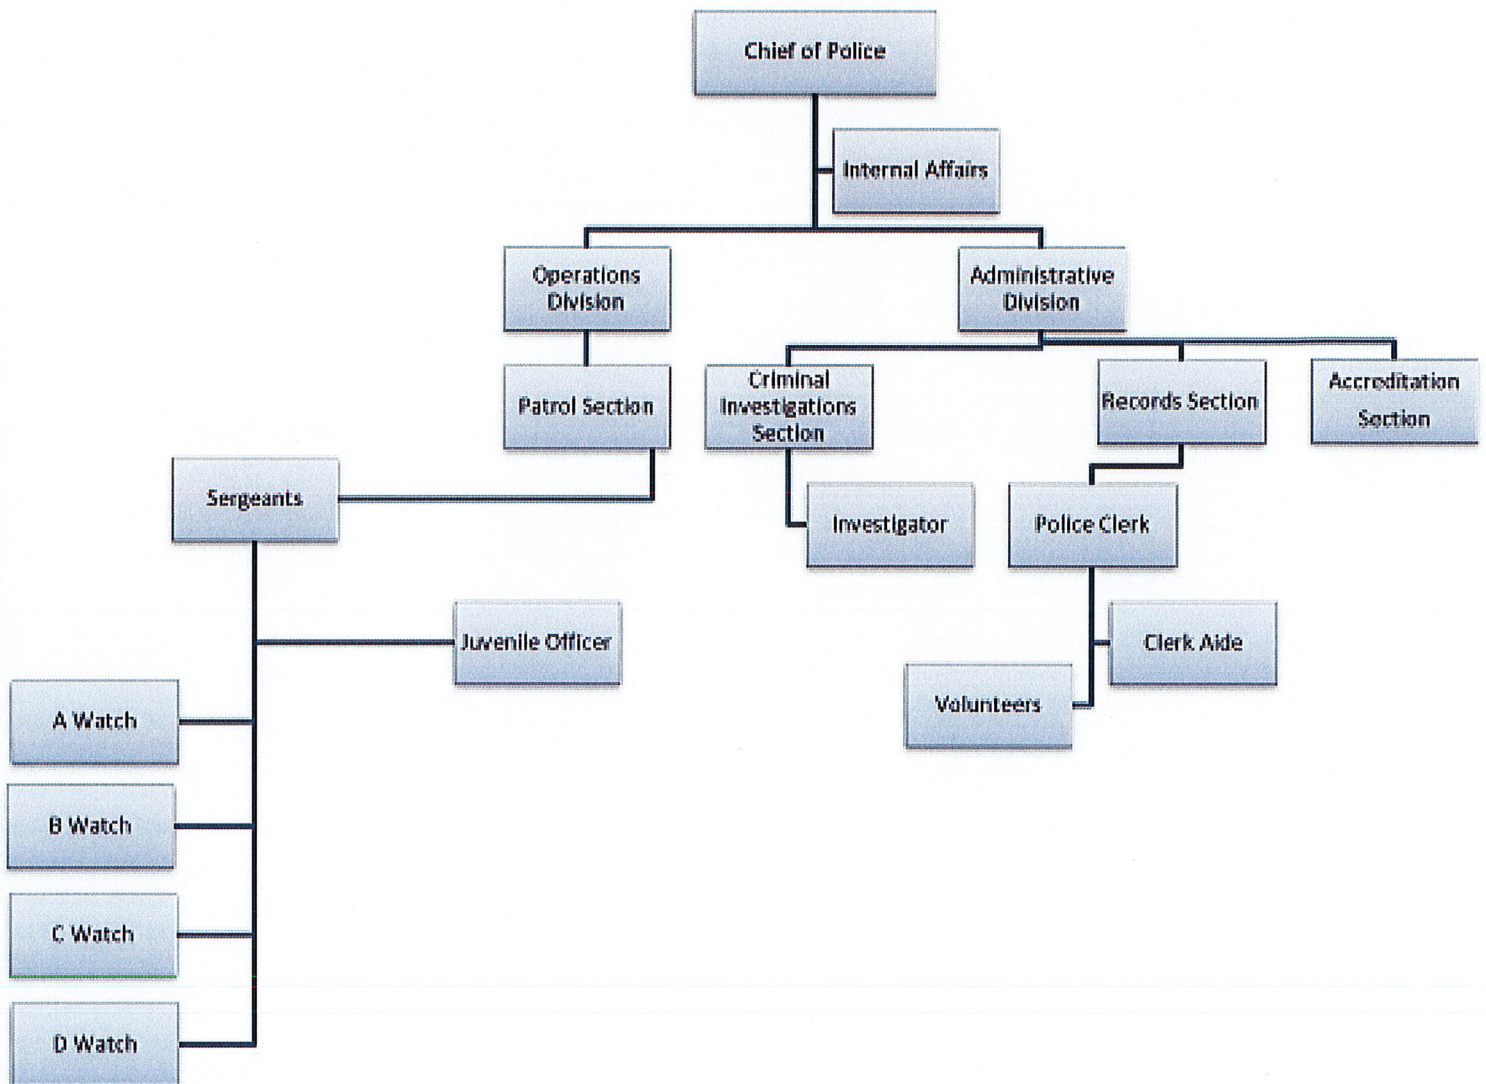 Chief of Police
Internal Affairs
Operations
Division
Administrative
Division
Patrol Section
Criminal
Investigations
Section
Records Section
Accreditation
Section
Sergeants
Investigator
Police Clerk
Juvenile Officer
Clerk Aide
Volunteers
A Watch
B Watch
C Watch
D Watch